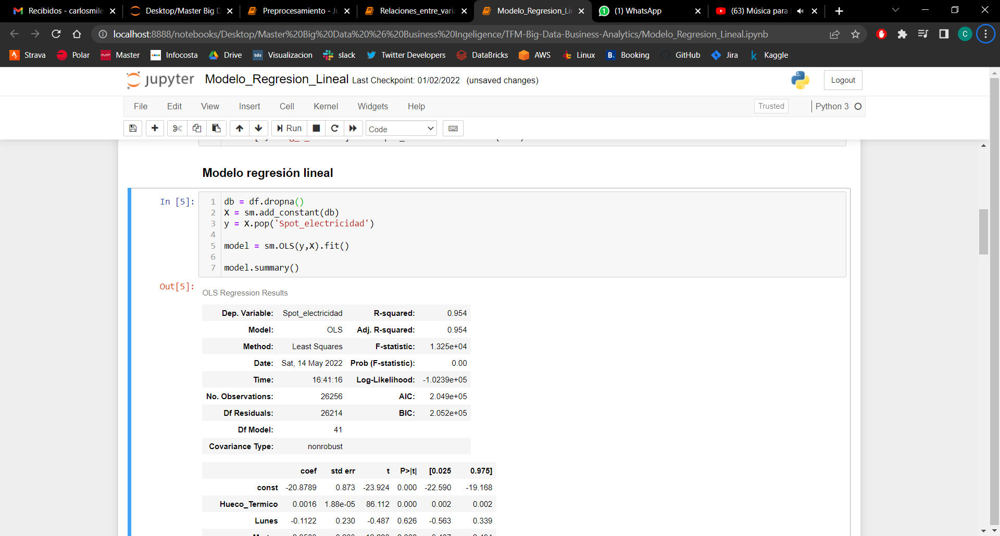 Recibidos - carlosmile
Desktop/Master Big D
Preprocesamiento - Ju
Relaciones_entre_varia
Modelo_Regresion_Lin
(1) WhatsApp
(63) Música para
localhost:8888/notebooks/Desktop/Master%20Big%20Data%20%26%20Business%20Ingeligence/TFM-Big-Data-Business-Analytics/Modelo_Regresion_Lineal.ipynb
C
Strava Polar Master Infocosta Drive Visualizacion slack Twitter Developers DataBricks AWS Linux Booking GitHub Jira Kaggle
jupyter Modelo_Regresion_Lineal Last Checkpoint: 01/02/2022 (unsaved changes) Logout
File Edit View Insert Cell Kernel Widgets Help Trusted Python 3
Run Code
Modelo regresión lineal
In [5]:
1 db = df.dropna()
2 X = sm.add_constant(db)
3 y = X.pop('Spot_electricidad')
4
5 model = sm.OLS(y,X).fit()
6
7 model.summary()
Out[5]:
OLS Regression Results
Dep. Variable: Spot_electricidad R-squared: 0.954
Model: OLS Adj. R-squared: 0.954
Method: Least Squares F-statistic: 1.325e+04
Date: Sat, 14 May 2022 Prob (F-statistic): 0.00
Time: 16:41:16 Log-Likelihood: -1.0239e+05
No. Observations: 26256 AIC: 2.049e+05
Df Residuals: 26214 BIC: 2.052e+05
Df Model: 41
Covariance Type: nonrobust
coef std err t P>|t| [0.025 0.975]
const -20.8789 0.873 -23.924 0.000 -22.590 -19.168
Hueco_Termico 0.0016 1.88e-05 86.112 0.000 0.002 0.002
Lunes -0.1122 0.230 -0.487 0.626 -0.563 0.339